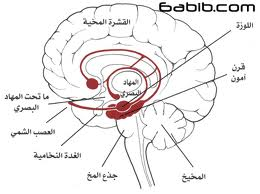 6abib.com
القشرة المخية
اللوزة
المهاد
البصري
قرن
آمون
ما تحت المهاد
البصري
العصب الشمي
الغدة النخامية
جذع المخ
المخيخ